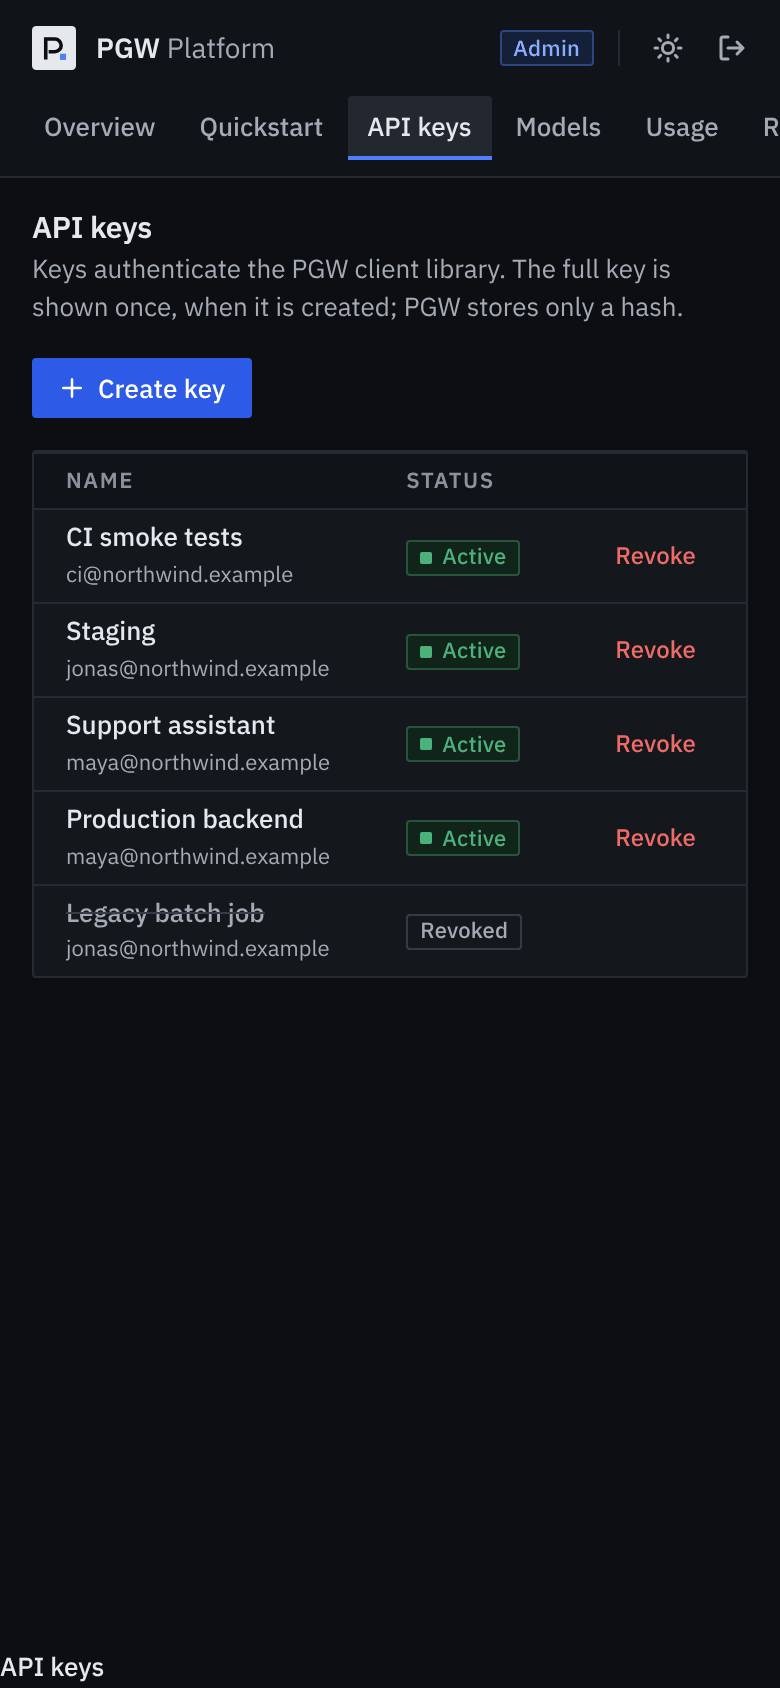 PGW Platform
Admin
Overview Quickstart API keys Models Usage R
API keys
Keys authenticate the PGW client library. The full key is
shown once, when it is created; PGW stores only a hash.
Create key
NAME STATUS
CI smoke tests
ci@northwind.example
Active Revoke
Staging
jonas@northwind.example
Active Revoke
Support assistant
maya@northwind.example
Active Revoke
Production backend
maya@northwind.example
Active Revoke
Legacy batch job
jonas@northwind.example
Revoked
API keys